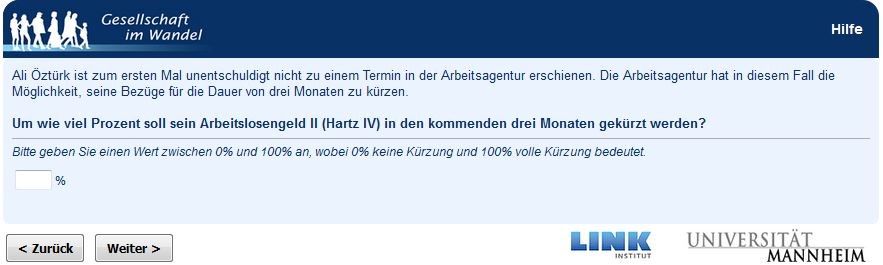 Gesellschaft
im Wandel
Hilfe
Ali Öztürk ist zum ersten Mal unentschuldigt nicht zu einem Termin in der Arbeitsagentur erschienen. Die Arbeitsagentur hat in diesem Fall die
Möglichkeit, seine Bezüge für die Dauer von drei Monaten zu kürzen.
Um wie viel Prozent soll sein Arbeitslosengeld II (Hartz IV) in den kommenden drei Monaten gekürzt werden?
Bitte geben Sie einen Wert zwischen 0% und 100% an, wobei 0% keine Kürzung und 100% volle Kürzung bedeutet.
%
< Zurück
Weiter >
LINK
INSTITUT
UNIVERSITÄT
MANNHEIM